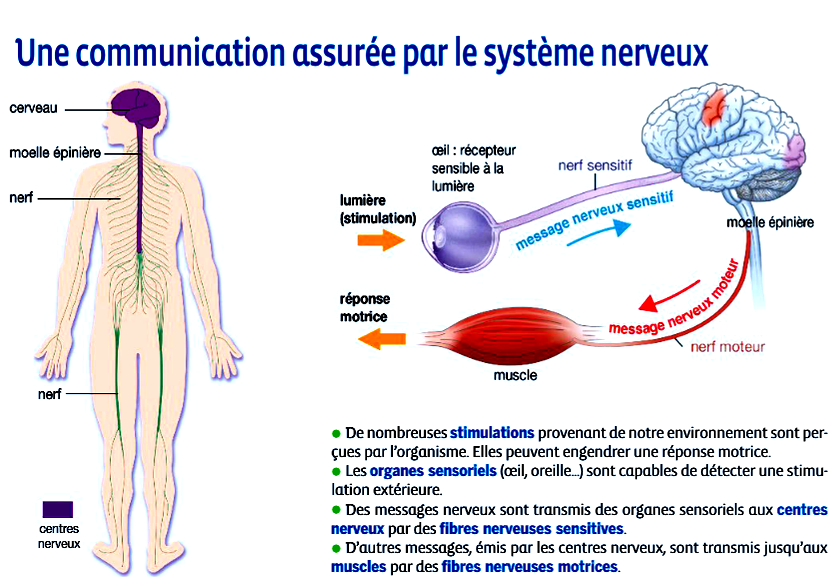 Une communication assurée par le système nerveux
cerveau
moelle épinière
nerf
nerf
centres
nerveux
œil : récepteur
sensible à la
lumière
nerf sensitif
lumière
(stimulation)
message nerveux sensitif
moelle épinière
réponse
motrice
message nerveux moteur
nerf moteur
muscle
● De nombreuses stimulations provenant de notre environnement sont per-
çues par l'organisme. Elles peuvent engendrer une réponse motrice.
● Les organes sensoriels (œil, oreille...) sont capables de détecter une stimu-
lation extérieure.
● Des messages nerveux sont transmis des organes sensoriels aux centres
nerveux par des fibres nerveuses sensitives.
● D'autres messages, émis par les centres nerveux, sont transmis jusqu'aux
muscles par des fibres nerveuses motrices.